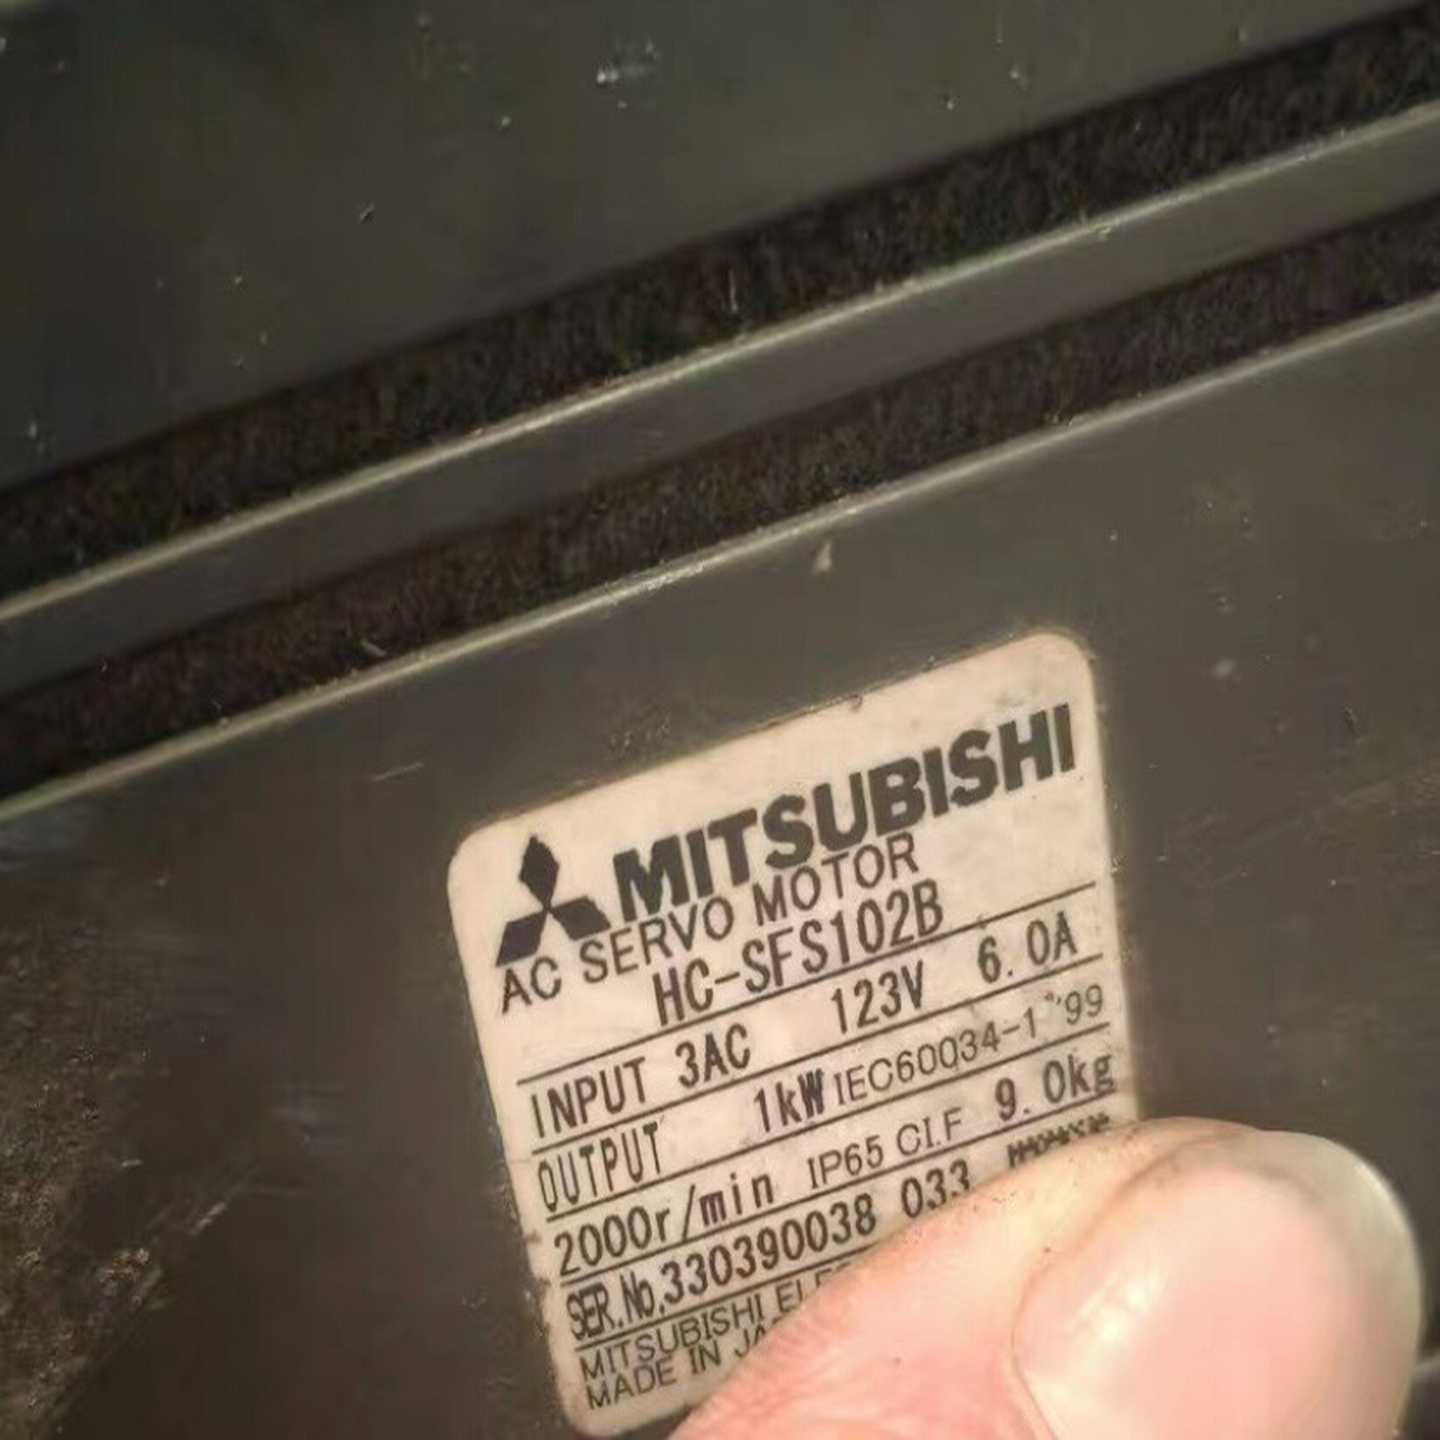 MITSUBISHI
AC SERVO MOTOR
HC-SFS102B
INPUT 3AC 123V 6.0A
OUTPUT 1kW IEC60034-1 '99
2000r/min IP65 CI.F 9.0kg
SER.No.330390038 033
MITSUBISHI
MADE IN